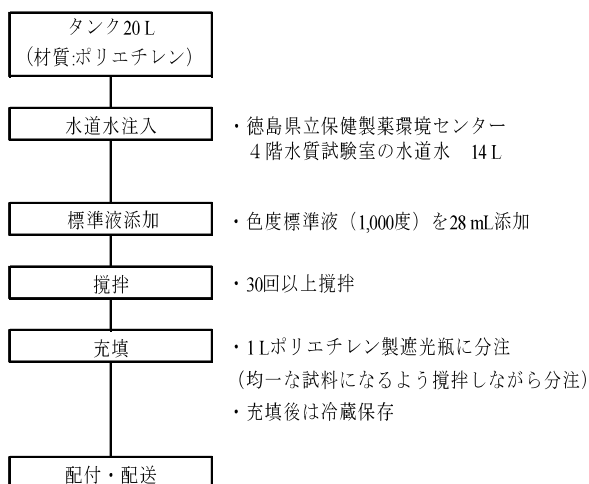 タンク20 L
(材質:ポリエチレン)
水道水注入
・徳島県立保健製薬環境センター
４階水質試験室の水道水　14 L
標準液添加
・色度標準液（1,000度）を28 mL添加
撹拌
・30回以上撹拌
充填
・1 Lポリエチレン製遮光瓶に分注
（均一な試料になるよう撹拌しながら分注）
・充填後は冷蔵保存
配付・配送